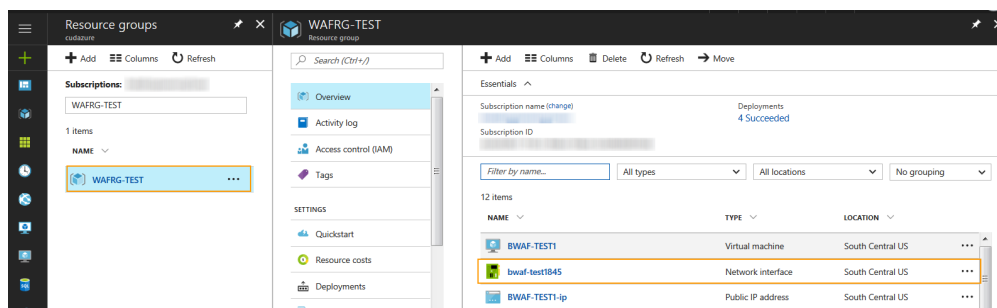 Resource groups
cudazure
Add Columns Refresh
Subscriptions:
WAFRG-TEST
1 items
NAME
WAFRG-TEST ...
WAFRG-TEST
Resource group
Search (Ctrl+/)
Overview
Activity log
Access control (IAM)
Tags
SETTINGS
Quickstart
Resource costs
Deployments
Add Columns Delete Refresh Move
Essentials
Subscription name (change) Deployments
4 Succeeded
Subscription ID
Filter by name... All types All locations No grouping
12 items
NAME TYPE LOCATION
BWAF-TEST1 Virtual machine South Central US ...
bwaf-test1845 Network interface South Central US ...
BWAF-TEST1-ip Public IP address South Central US ...